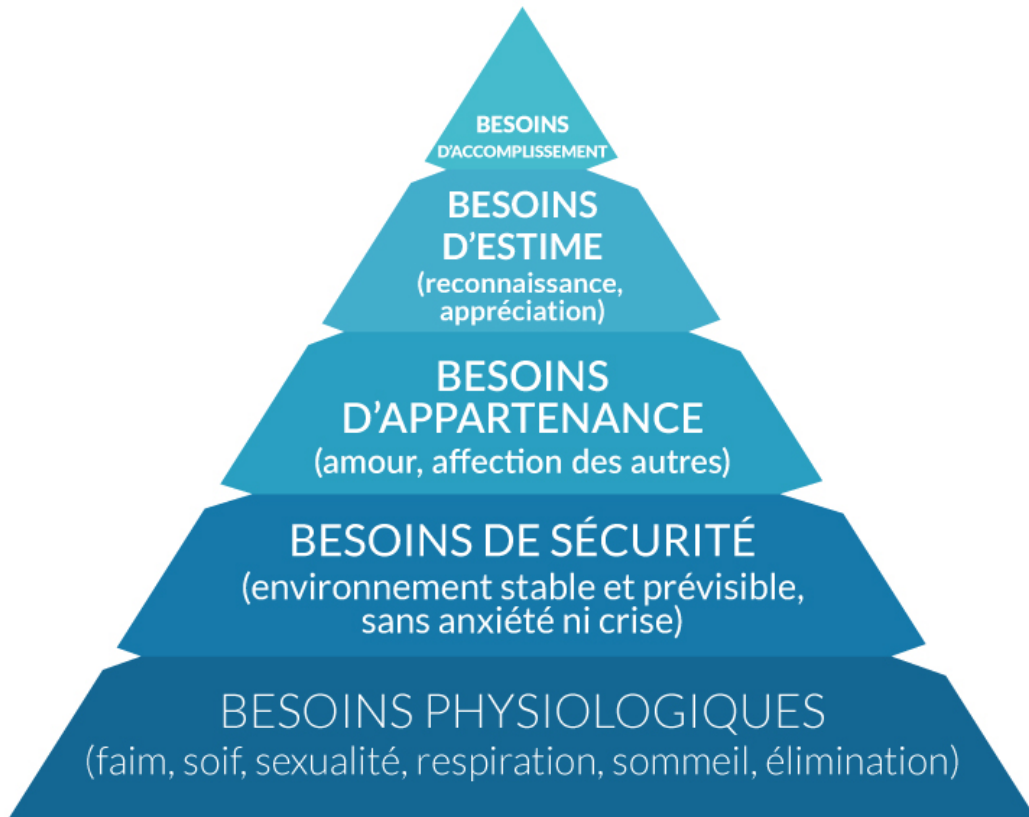 BESOINS
D'ACCOMPLISSEMENT
BESOINS
D'ESTIME
(reconnaissance,
appréciation)
BESOINS
D'APPARTENANCE
(amour, affection des autres)
BESOINS DE SÉCURITÉ
(environnement stable et prévisible,
sans anxiété ni crise)
BESOINS PHYSIOLOGIQUES
(faim, soif, sexualité, respiration, sommeil, élimination)